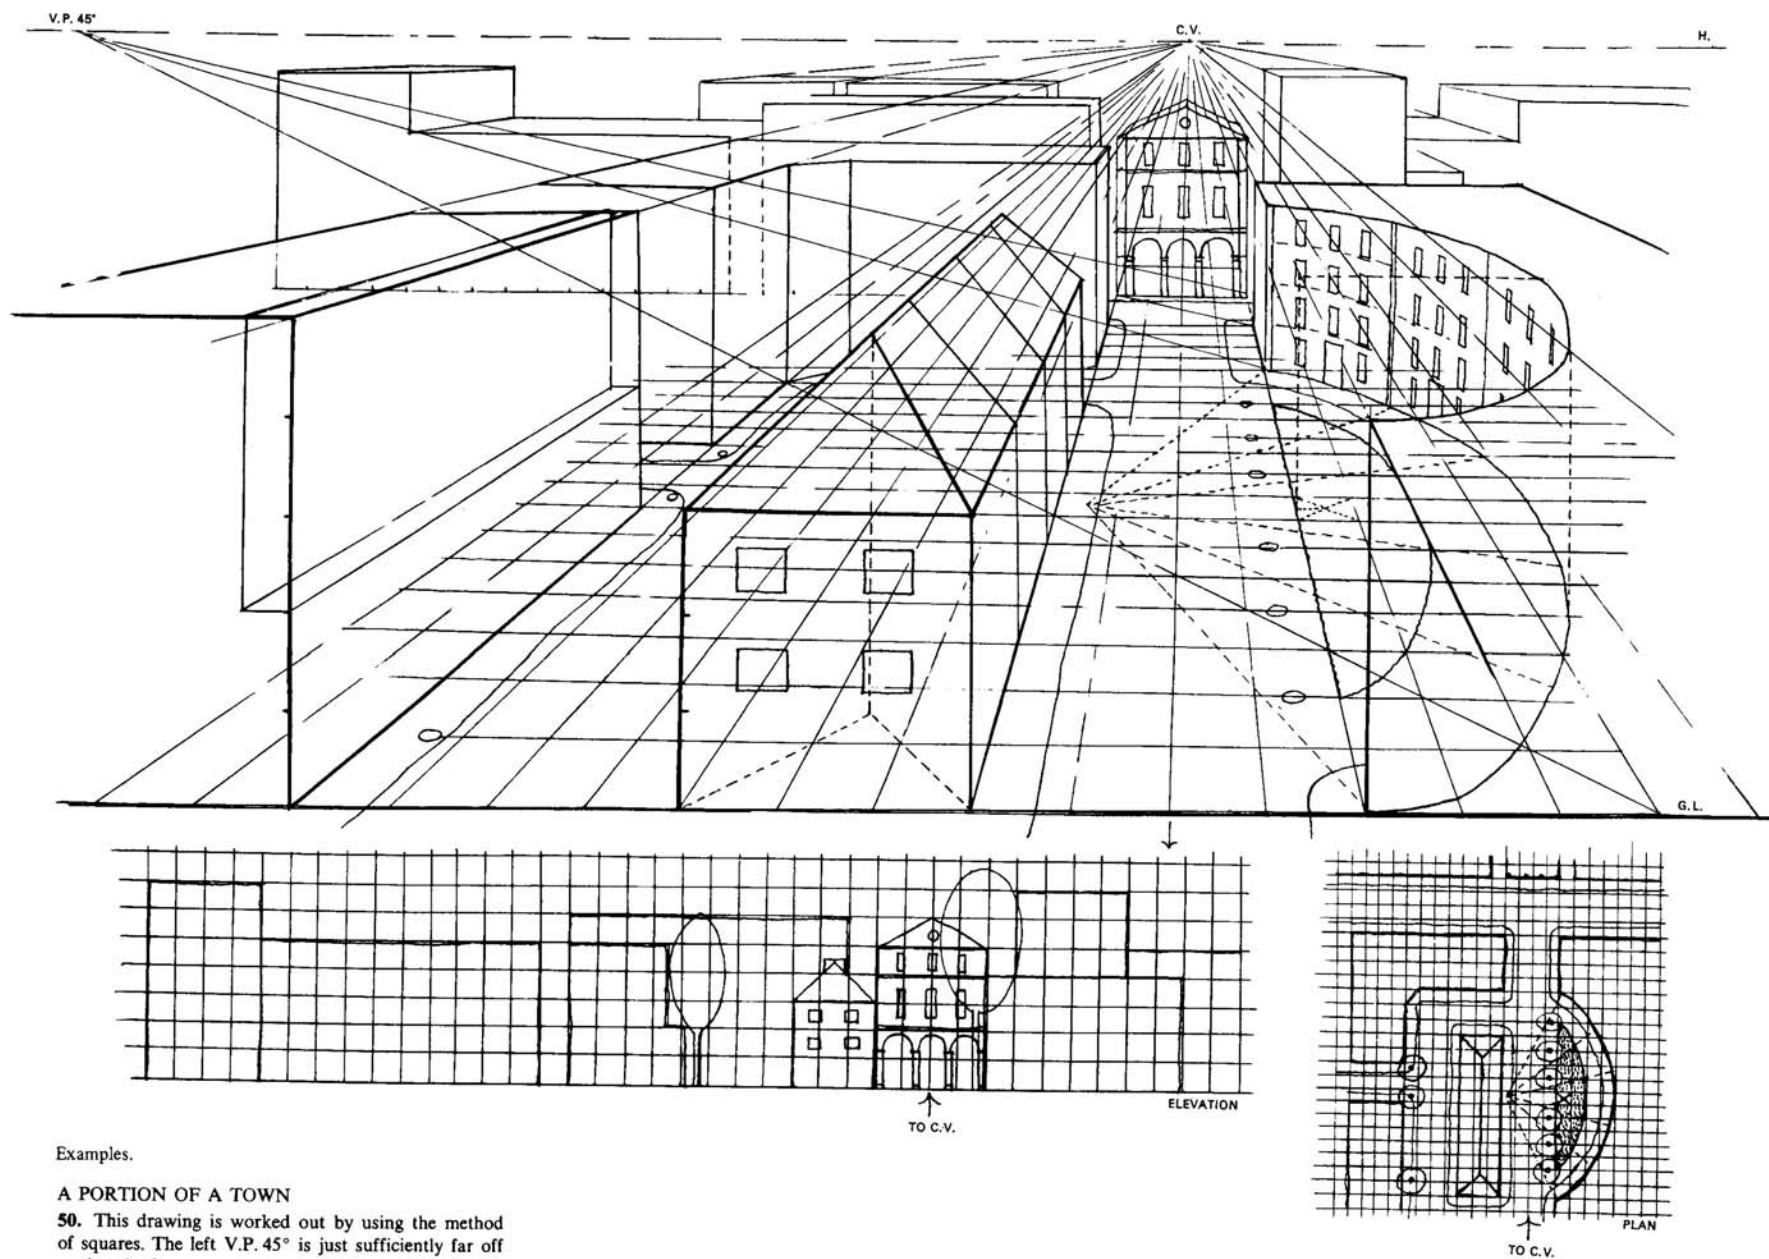 V.P. 45°
C.V.
H.
G.L.
ELEVATION
TO C.V.
PLAN
TO C.V.
Examples.
A PORTION OF A TOWN
50. This drawing is worked out by using the method
of squares. The left V.P. 45° is just sufficiently far off